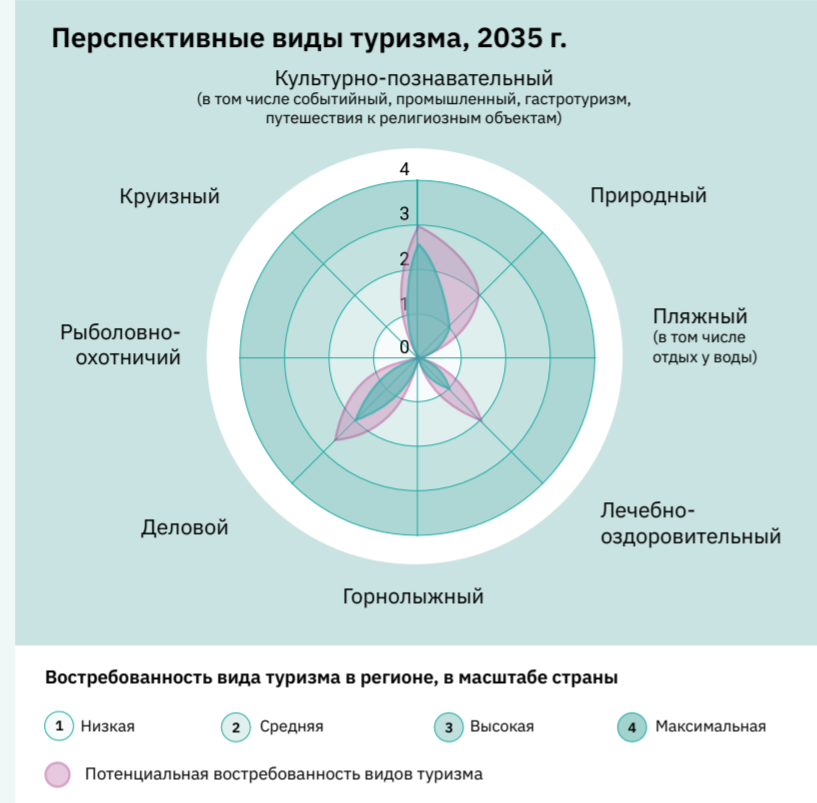 Перспективные виды туризма, 2035 г.
Культурно-познавательный
(в том числе событийный, промышленный, гастротуризм,
путешествия к религиозным объектам)
Круизный
Природный
4
3
2
1
0
Рыболовно-
охотничий
Пляжный
(в том числе
отдых у воды)
Деловой
Лечебно-
оздоровительный
Горнолыжный
Востребованность вида туризма в регионе, в масштабе страны
1 Низкая
2 Средняя
3 Высокая
4 Максимальная
Потенциальная востребованность видов туризма